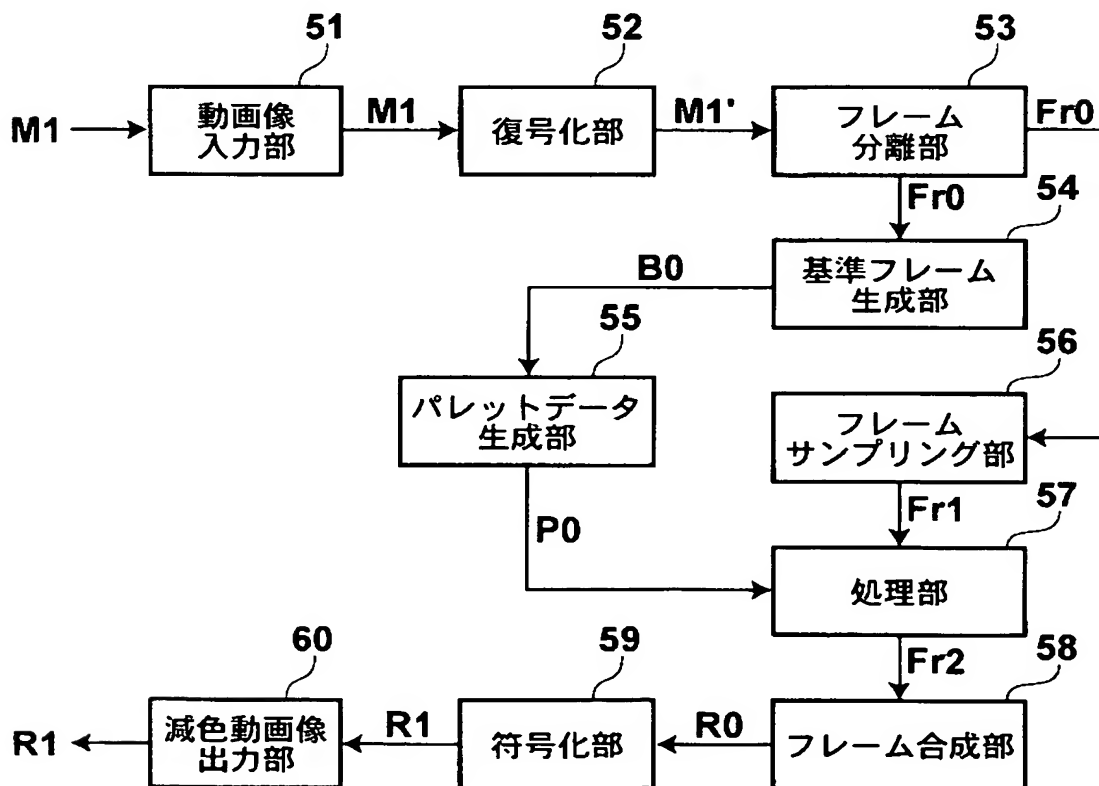 51
52
53
M1
動画像
入力部
M1
復号化部
M1'
フレーム
分離部
Fr0
Fr0
54
B0
基準フレーム
生成部
55
56
パレットデータ
生成部
フレーム
サンプリング部
Fr1
57
P0
処理部
Fr2
58
60
59
R1
減色動画像
出力部
R1
符号化部
R0
フレーム合成部